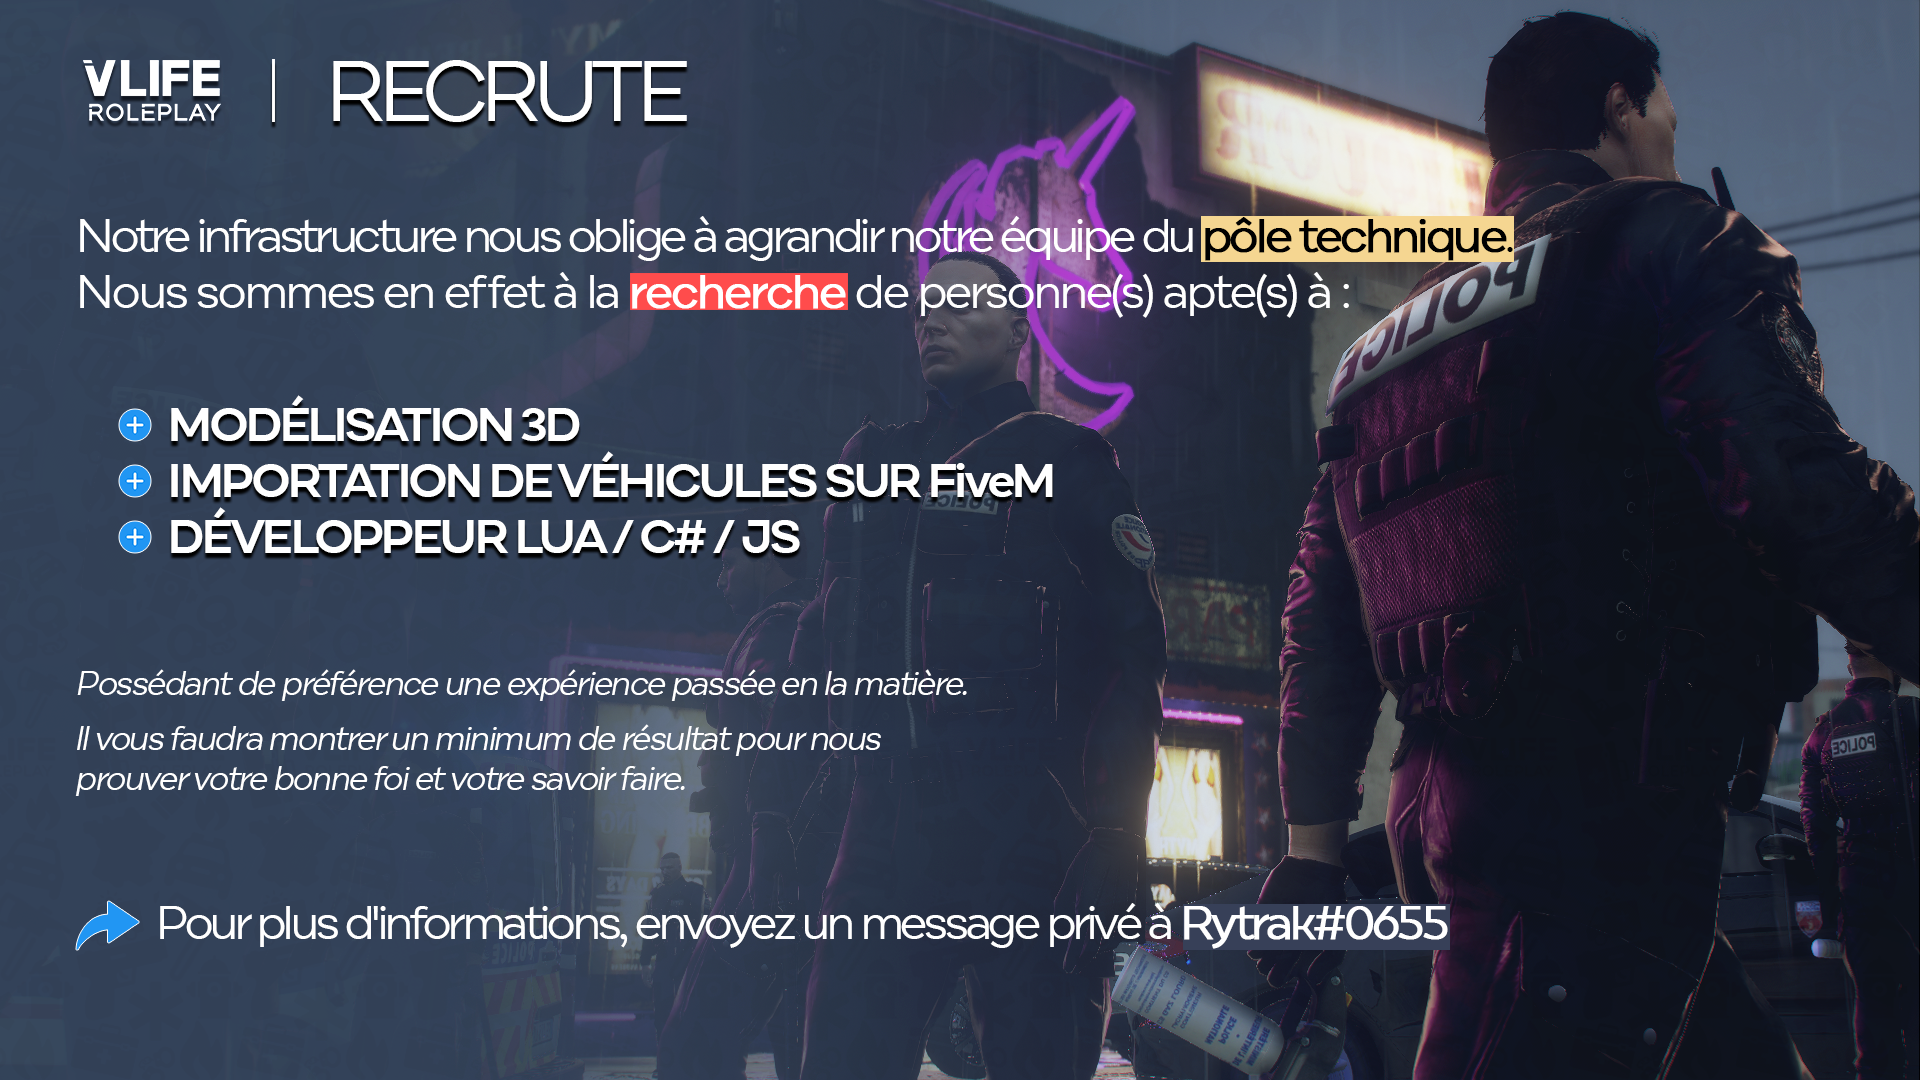 VLIFE
ROLEPLAY
RECRUTE
Notre infrastructure nous oblige à agrandir notre équipe du pôle technique.
Nous sommes en effet à la recherche de personne(s) apte(s) à :
MODÉLISATION 3D
IMPORTATION DE VÉHICULES SUR FiveM
DÉVELOPPEUR LUA / C# / JS
Possédant de préférence une expérience passée en la matière.
Il vous faudra montrer un minimum de résultat pour nous
prouver votre bonne foi et votre savoir faire.
Pour plus d'informations, envoyez un message privé à Rytrak#0655
POLICE
POLICE
POLICE